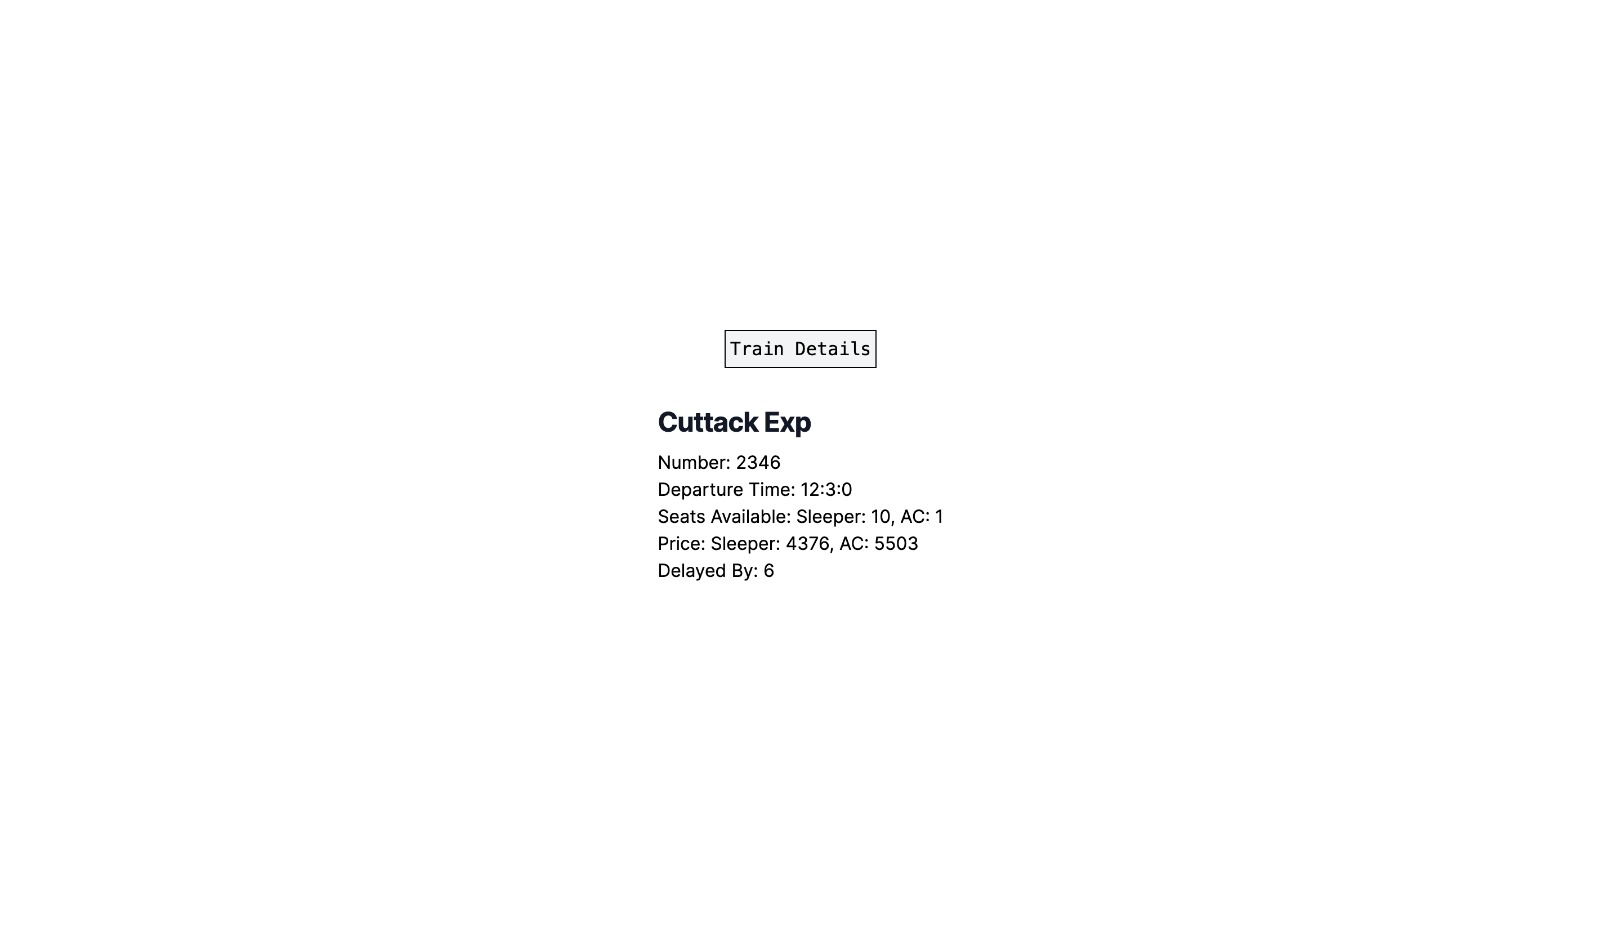 Train Details
Cuttack Exp
Number: 2346
Departure Time: 12:3:0
Seats Available: Sleeper: 10, AC: 1
Price: Sleeper: 4376, AC: 5503
Delayed By: 6